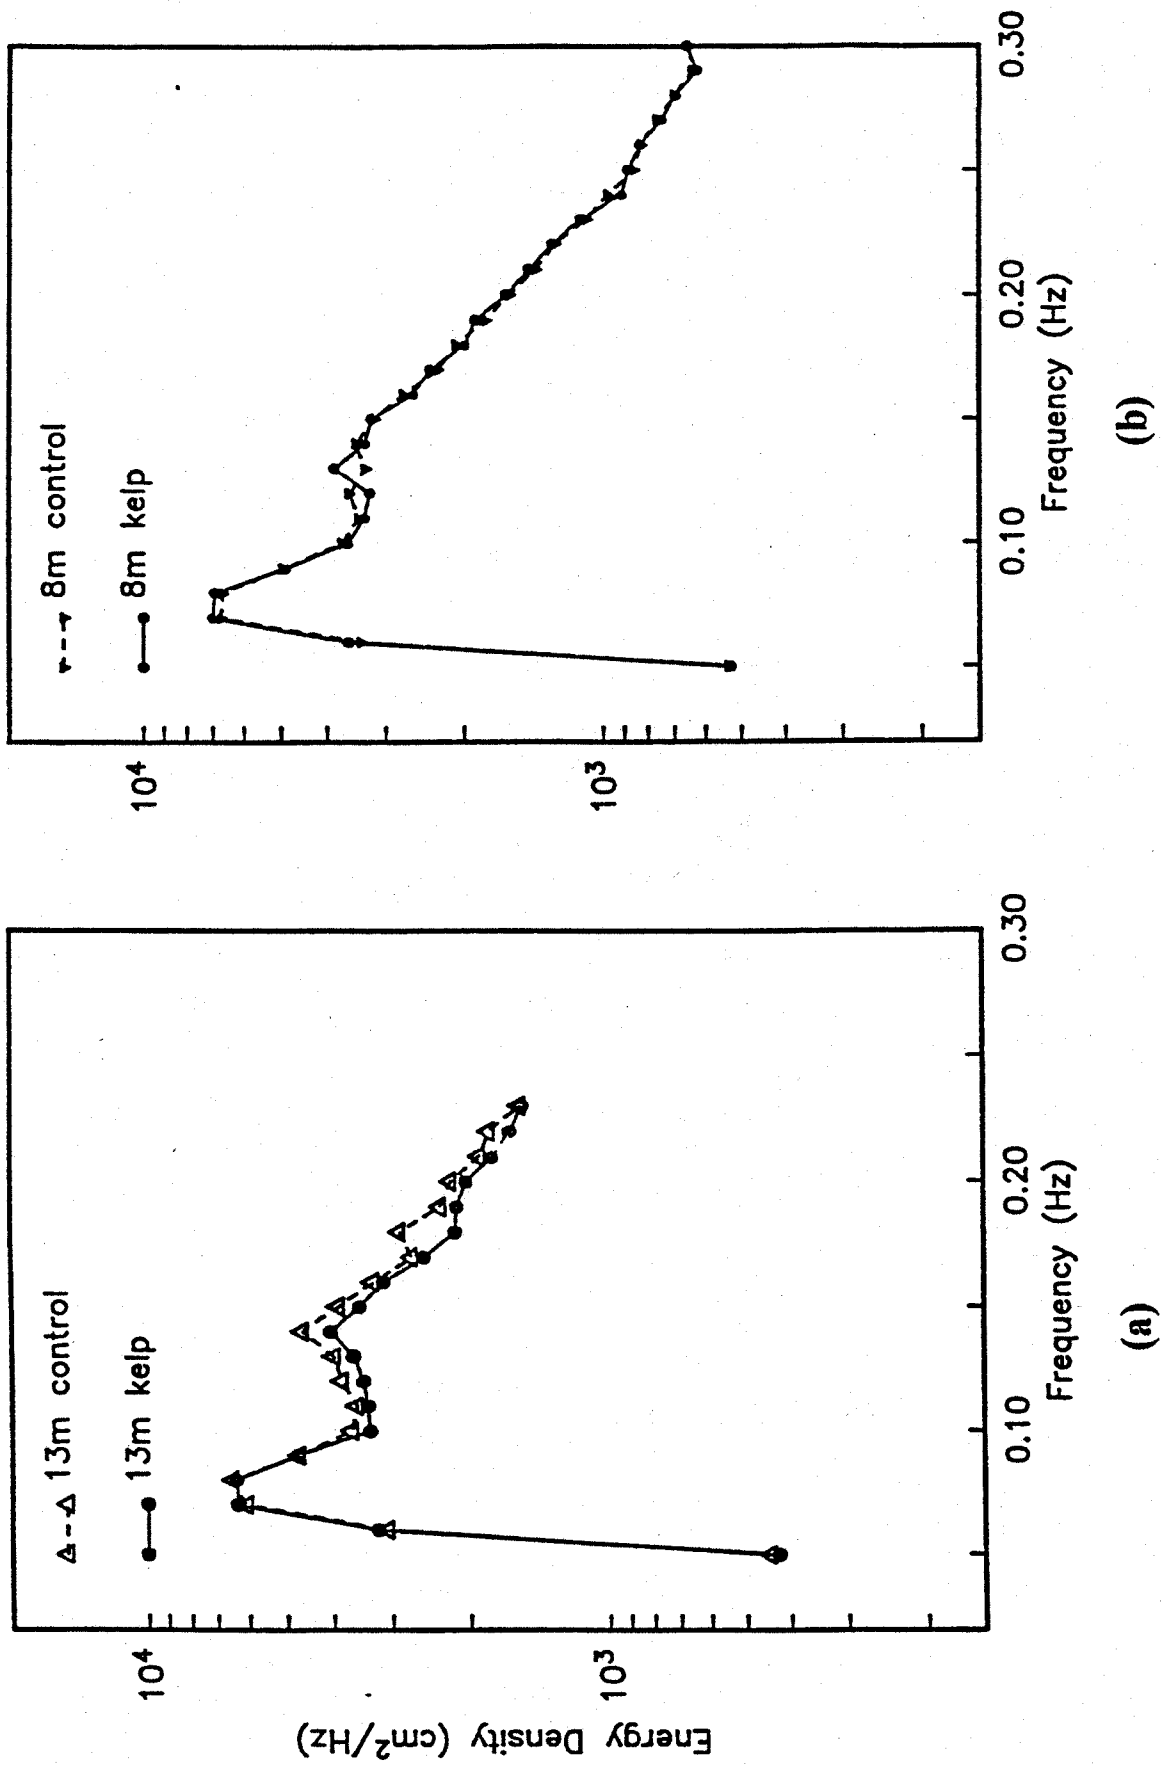 Energy Density (cm²/Hz)
10⁴
10³
Δ--Δ 13m control
●—● 13m kelp
0.10
0.20
0.30
Frequency (Hz)
(a)
10⁴
10³
▼--▼ 8m control
●—● 8m kelp
0.10
0.20
0.30
Frequency (Hz)
(b)